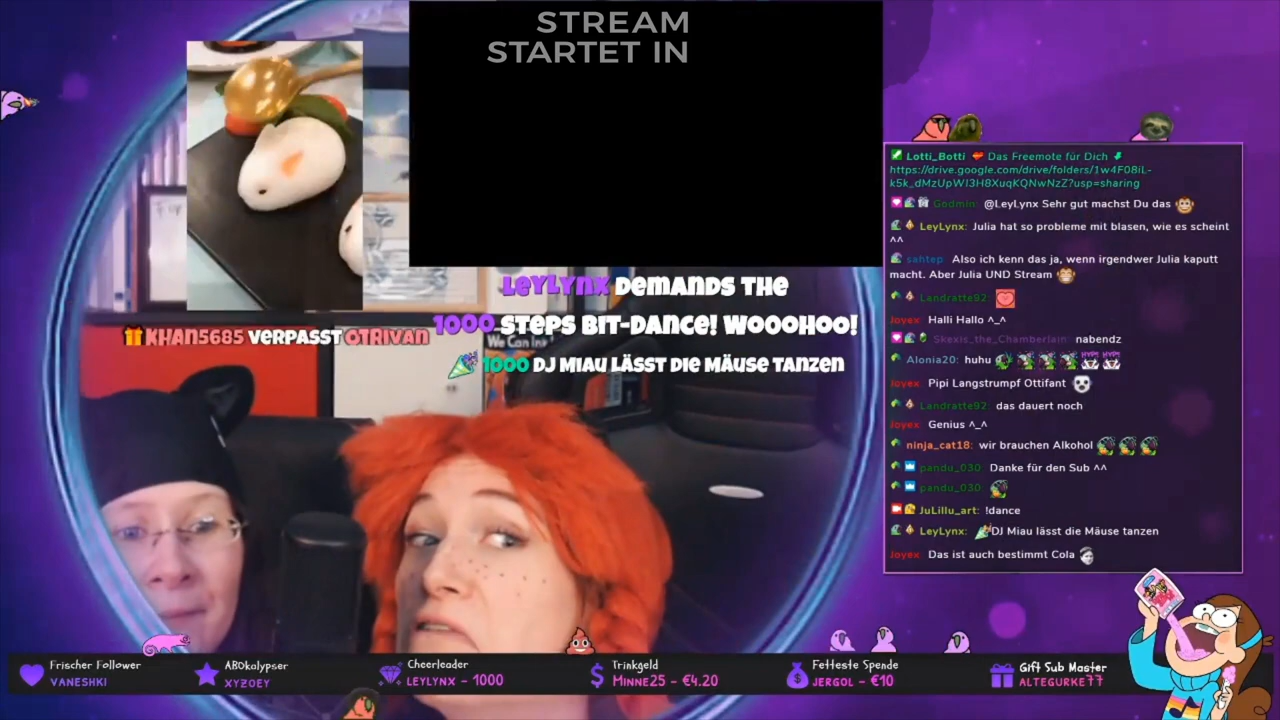 STREAM
STARTET IN
LEYLYNX DEMANDS THE
1000 STEPS BIT-DANCE! WOOOHOO!
1000 DJ MIAU LÄSST DIE MÄUSE TANZEN
KHAN5685 VERPASST OTRIVAN
We Can Ink
Lotti_Botti Das Freemote für Dich
https://drive.google.com/drive/folders/1w4F08iL-
k5k_dMzUpWI3H8XuqKQNwNzZ?usp=sharing
Godmin: @LeyLynx Sehr gut machst Du das
LeyLynx: Julia hat so probleme mit blasen, wie es scheint
^^
sahtep: Also ich kenn das ja, wenn irgendwer Julia kaputt
macht. Aber Julia UND Stream
Landratte92:
Joyex: Halli Hallo ^_^
Skexis_the_Chamberlain: nabendz
Alonia20: huhu HYPE HYPE
Joyex: Pipi Langstrumpf Ottifant
Landratte92: das dauert noch
Joyex: Genius ^_^
ninja_cat18: wir brauchen Alkohol
pandu_030: Danke für den Sub ^^
pandu_030:
JuLillu_art: !dance
LeyLynx: DJ Miau lässt die Mäuse tanzen
Joyex: Das ist auch bestimmt Cola
Frischer Follower
VANESHKI
ABOkalypser
XYZOEY
Cheerleader
LEYLYNX - 1000
Trinkgeld
MINNE25 - €4.20
Fetteste Spende
JERGOL - €10
Gift Sub Master
ALTEGURKE77